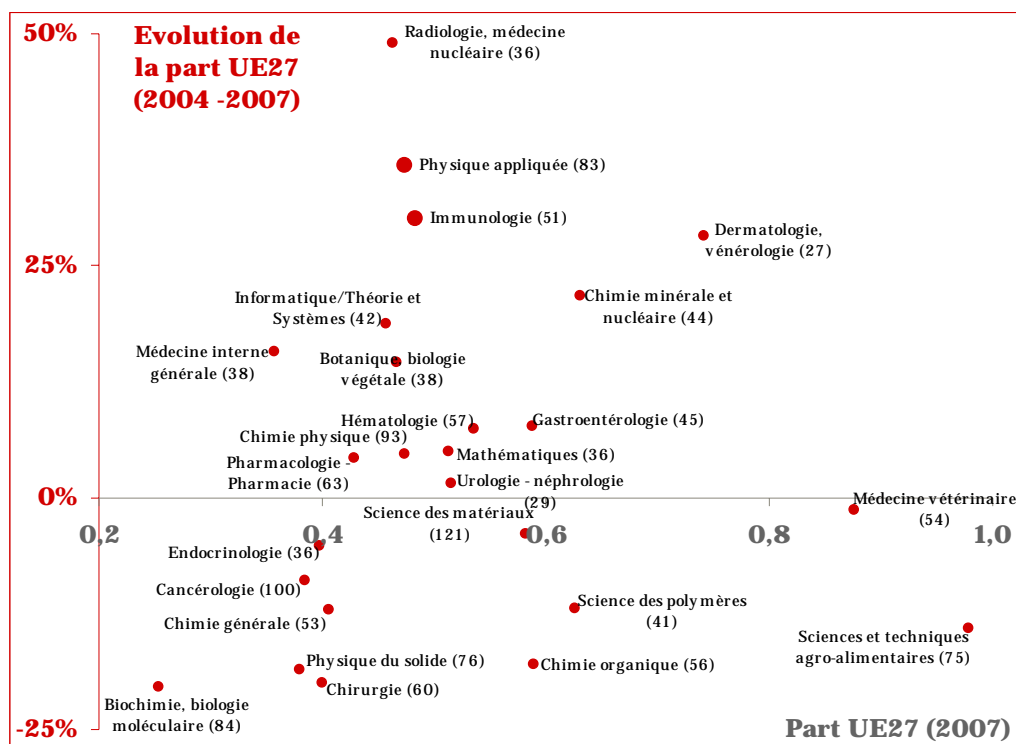 50%
Evolution de
la part UE27
(2004 -2007)
Radiologie, médecine
nucléaire (36)
Physique appliquée (83)
Immunologie (51)
Dermatologie,
vénérologie (27)
25%
Informatique/Théorie et
Systèmes (42)
Chimie minérale et
nucléaire (44)
Médecine interne
générale (38)
Botanique, biologie
végétale (38)
Hématologie (57)
Gastroentérologie (45)
Chimie physique (93)
Mathématiques (36)
Pharmacologie -
Pharmacie (63)
Urologie - néphrologie
(29)
0%
Médecine vétérinaire
(54)
Science des matériaux
(121)
0,2
0,4
0,6
0,8
1,0
Endocrinologie (36)
Cancérologie (100)
Chimie générale (53)
Science des polymères
(41)
Sciences et techniques
agro-alimentaires (75)
Physique du solide (76)
Chimie organique (56)
Chirurgie (60)
Biochimie, biologie
moléculaire (84)
-25%
Part UE27 (2007)